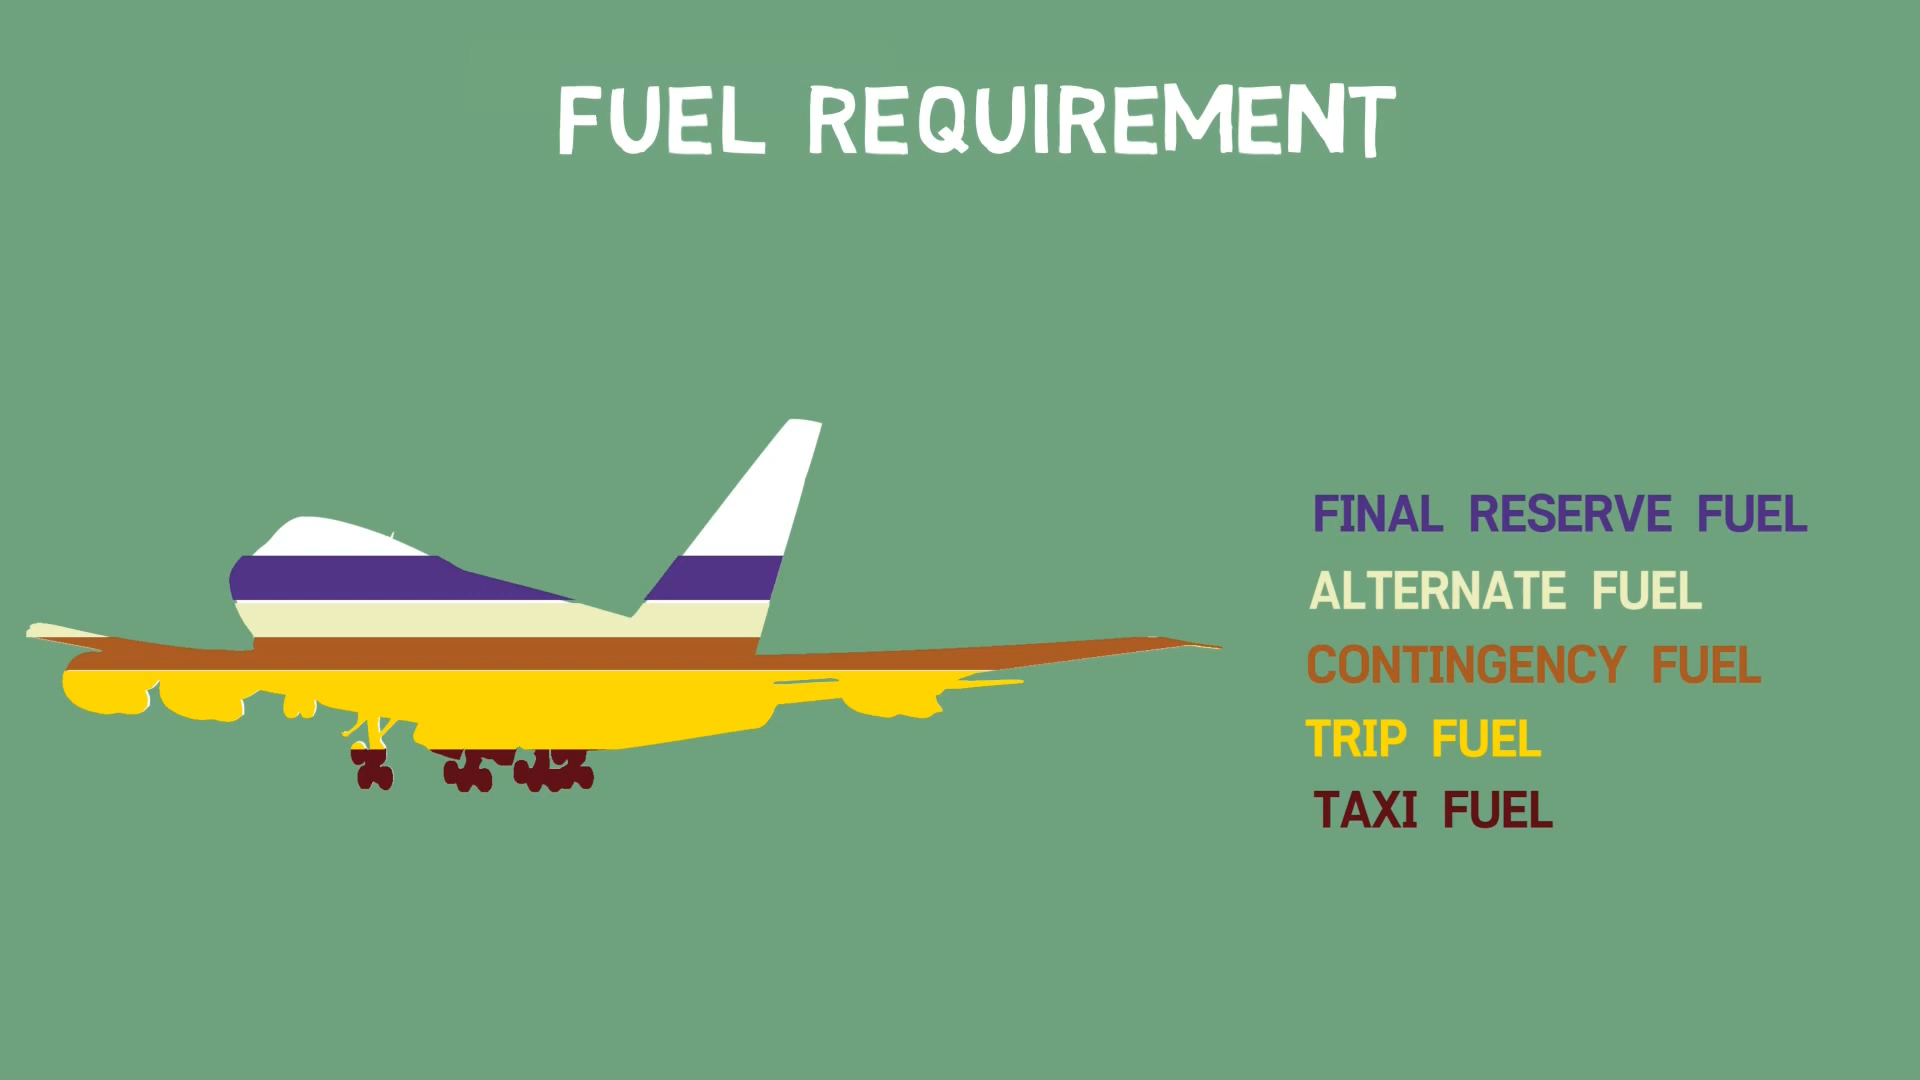 FUEL REQUIREMENT
FINAL RESERVE FUEL
ALTERNATE FUEL
CONTINGENCY FUEL
TRIP FUEL
TAXI FUEL